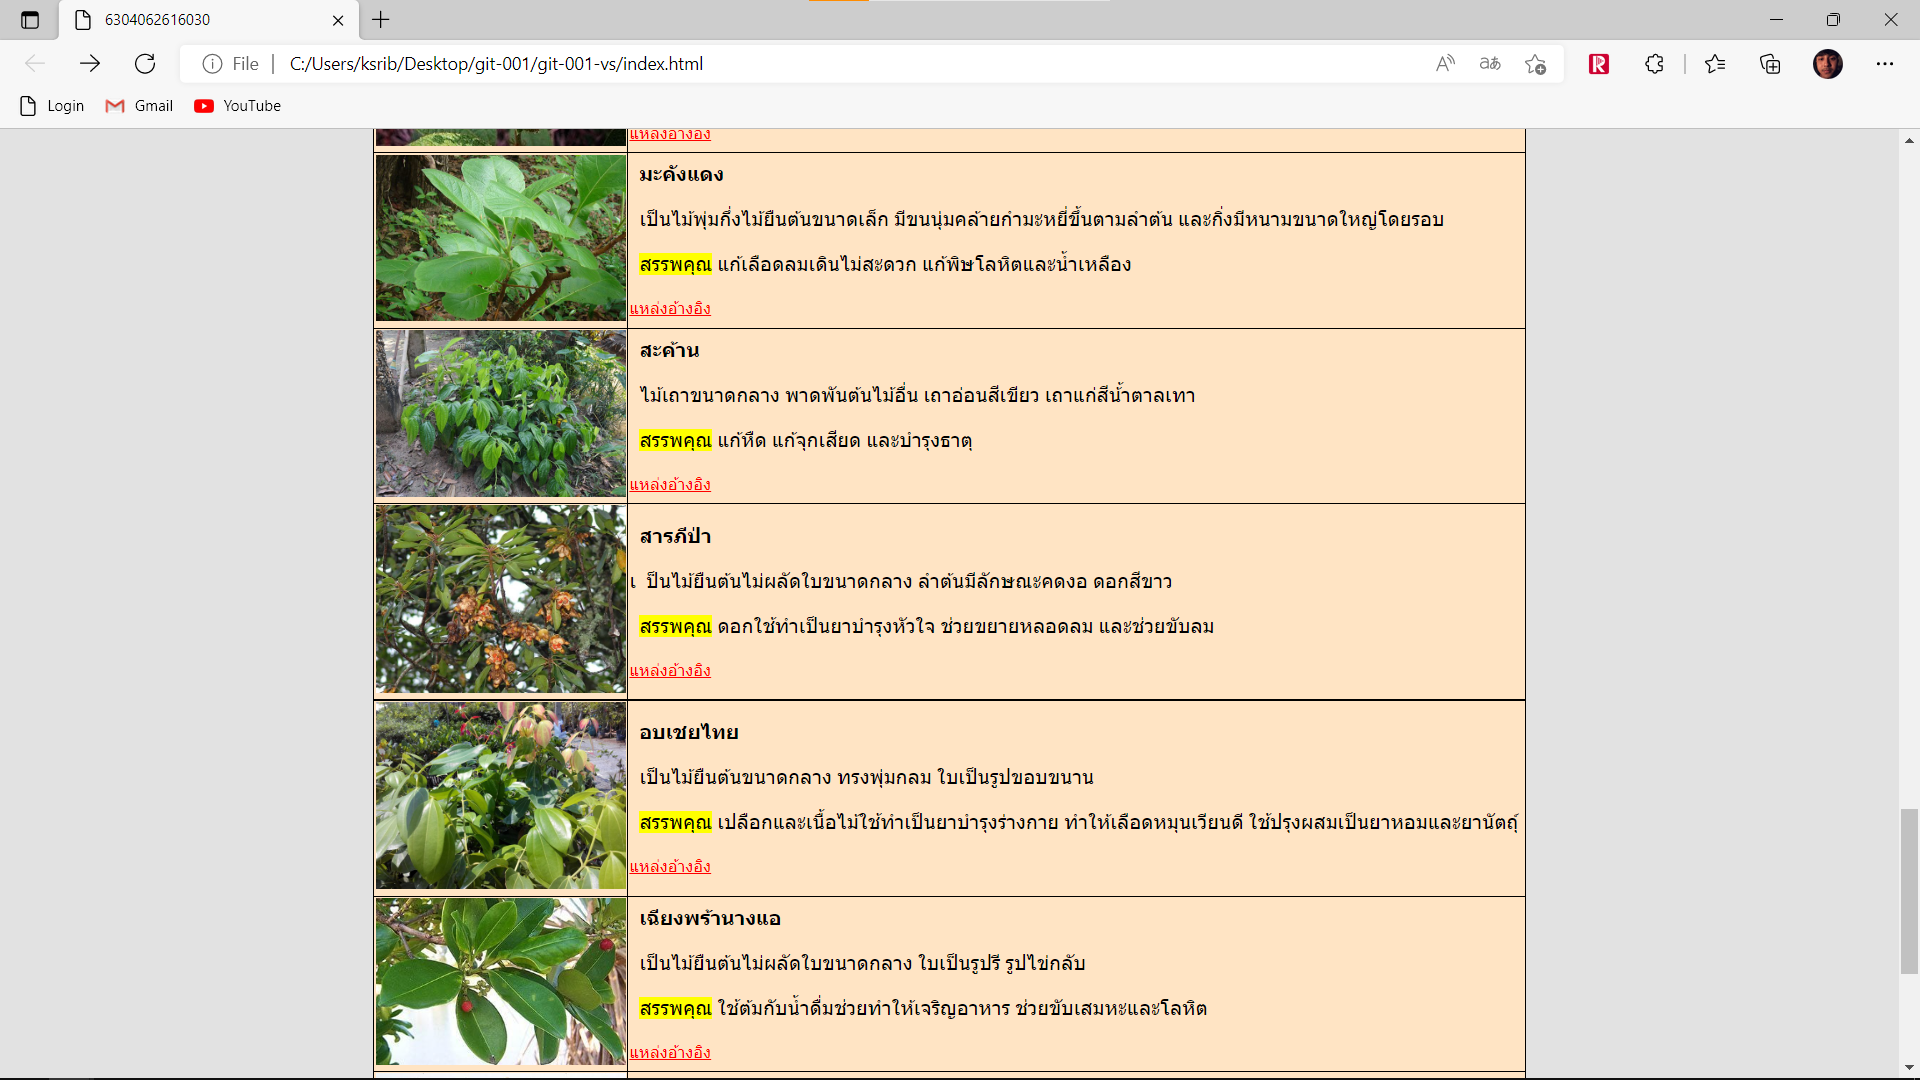 6304062616030
File
C:/Users/ksrib/Desktop/git-001/git-001-vs/index.html
Login
Gmail
YouTube
แหล่งอ้างอิง
มะคังแดง
เป็นไม้พุ่มกึ่งไม้ยืนต้นขนาดเล็ก มีขนนุ่มคล้ายกำมะหยี่ขึ้นตามลำต้น และกิ่งมีหนามขนาดใหญ่โดยรอบ
สรรพคุณ แก้เลือดลมเดินไม่สะดวก แก้พิษโลหิตและน้ำเหลือง
แหล่งอ้างอิง
สะค้าน
ไม้เถาขนาดกลาง พาดพันต้นไม้อื่น เถาอ่อนสีเขียว เถาแก่สีน้ำตาลเทา
สรรพคุณ แก้หืด แก้จุกเสียด และบำรุงธาตุ
แหล่งอ้างอิง
สารภีป่า
เ ป็นไม้ยืนต้นไม่ผลัดใบขนาดกลาง ลำต้นมีลักษณะคดงอ ดอกสีขาว
สรรพคุณ ดอกใช้ทำเป็นยาบำรุงหัวใจ ช่วยขยายหลอดลม และช่วยขับลม
แหล่งอ้างอิง
อบเชยไทย
เป็นไม้ยืนต้นขนาดกลาง ทรงพุ่มกลม ใบเป็นรูปขอบขนาน
สรรพคุณ เปลือกและเนื้อไม้ใช้ทำเป็นยาบำรุงร่างกาย ทำให้เลือดหมุนเวียนดี ใช้ปรุงผสมเป็นยาหอมและยานัตถุ์
แหล่งอ้างอิง
เฉียงพร้านางแอ
เป็นไม้ยืนต้นไม่ผลัดใบขนาดกลาง ใบเป็นรูปรี รูปไข่กลับ
สรรพคุณ ใช้ต้มกับน้ำดื่มช่วยทำให้เจริญอาหาร ช่วยขับเสมหะและโลหิต
แหล่งอ้างอิง